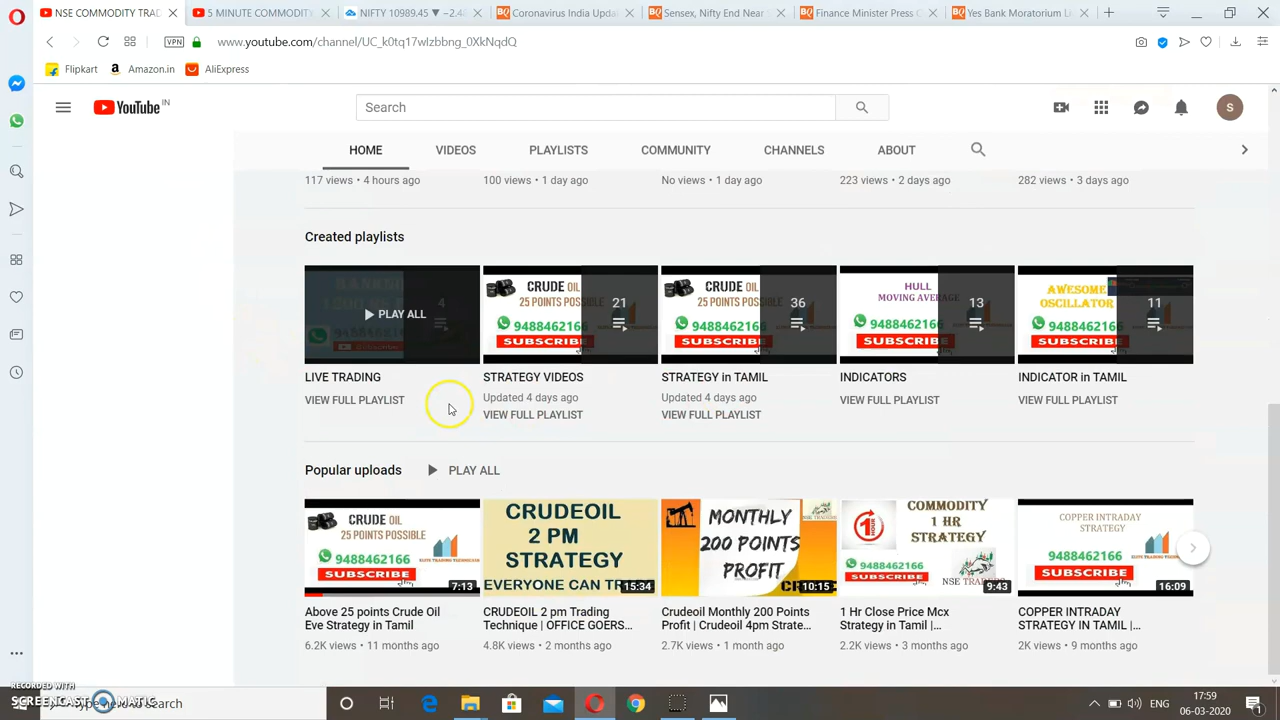 NSE COMMODITY TRAD
5 MINUTE COMMODITY
NIFTY 10989.45 ▼ -2.48
Coronavirus India Upda
Sensex, Nifty End Near
Finance Minister Press C
Yes Bank Moratorium L
VPN
www.youtube.com/channel/UC_k0tq17wlzbbng_0XkNqdQ
Flipkart
Amazon.in
AliExpress
YouTube IN
Search
S
HOME
VIDEOS
PLAYLISTS
COMMUNITY
CHANNELS
ABOUT
117 views • 4 hours ago
100 views • 1 day ago
No views • 1 day ago
223 views • 2 days ago
282 views • 3 days ago
Created playlists
4
PLAY ALL
CRUDE OIL
25 POINTS POSSIBLE
9488462166
SUBSCRIBE
21
CRUDE OIL
25 POINTS POSSIBLE
9488462166
SUBSCRIBE
36
HULL
MOVING AVERAGE
9488462166
SUBSCRIBE
13
AWESOME
OSCILLATOR
9488462166
SUBSCRIBE
11
LIVE TRADING
VIEW FULL PLAYLIST
STRATEGY VIDEOS
Updated 4 days ago
VIEW FULL PLAYLIST
STRATEGY in TAMIL
Updated 4 days ago
VIEW FULL PLAYLIST
INDICATORS
VIEW FULL PLAYLIST
INDICATOR in TAMIL
VIEW FULL PLAYLIST
Popular uploads
PLAY ALL
CRUDE OIL
25 POINTS POSSIBLE
9488462166
SUBSCRIBE
7:13
CRUDEOIL
2 PM
STRATEGY
EVERYONE CAN TR
15:34
MONTHLY
200 POINTS
PROFIT
10:15
COMMODITY
1 HR
STRATEGY
9488462166
SUBSCRIBE
9:43
COPPER INTRADAY
STRATEGY
9488462166
SUBSCRIBE
16:09
Above 25 points Crude Oil
Eve Strategy in Tamil
6.2K views • 11 months ago
CRUDEOIL 2 pm Trading
Technique | OFFICE GOERS...
4.8K views • 2 months ago
Crudeoil Monthly 200 Points
Profit | Crudeoil 4pm Strate...
2.7K views • 1 month ago
1 Hr Close Price Mcx
Strategy in Tamil |...
2.2K views • 3 months ago
COPPER INTRADAY
STRATEGY IN TAMIL |...
2K views • 9 months ago
RECORDED WITH
SCREENCAST MATIC
search
ENG
17:59
06-03-2020
1